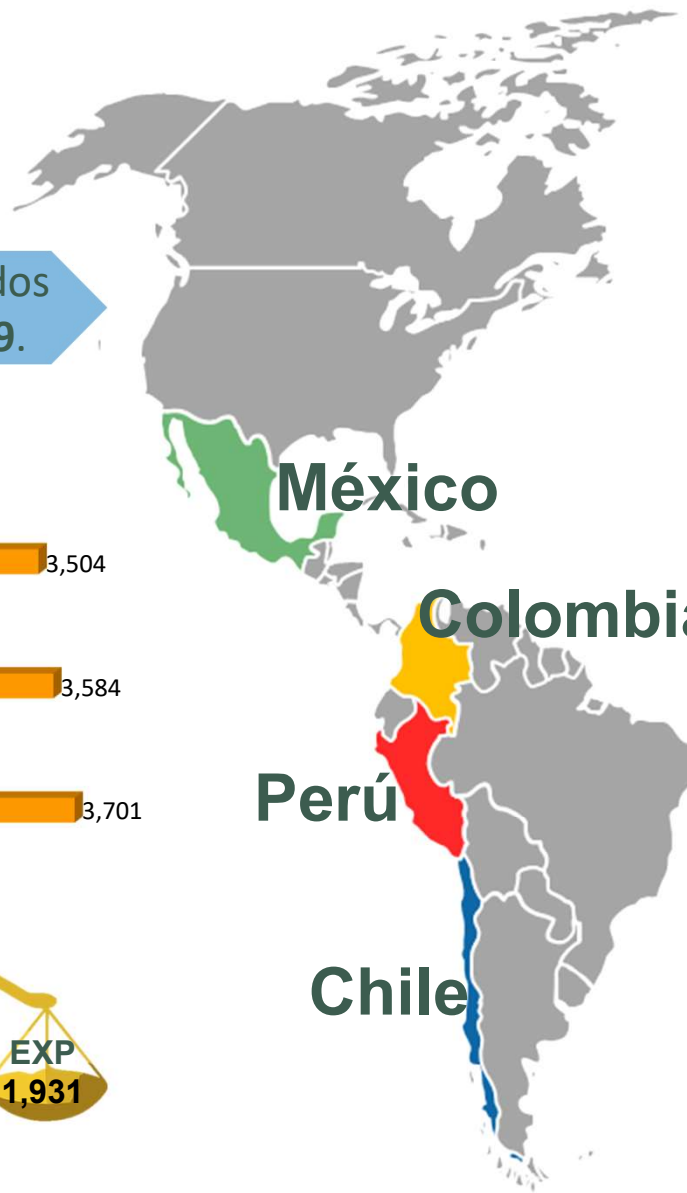 dos
9.
México
3,504
Colombia
3,584
Perú
3,701
Chile
EXP
1,931